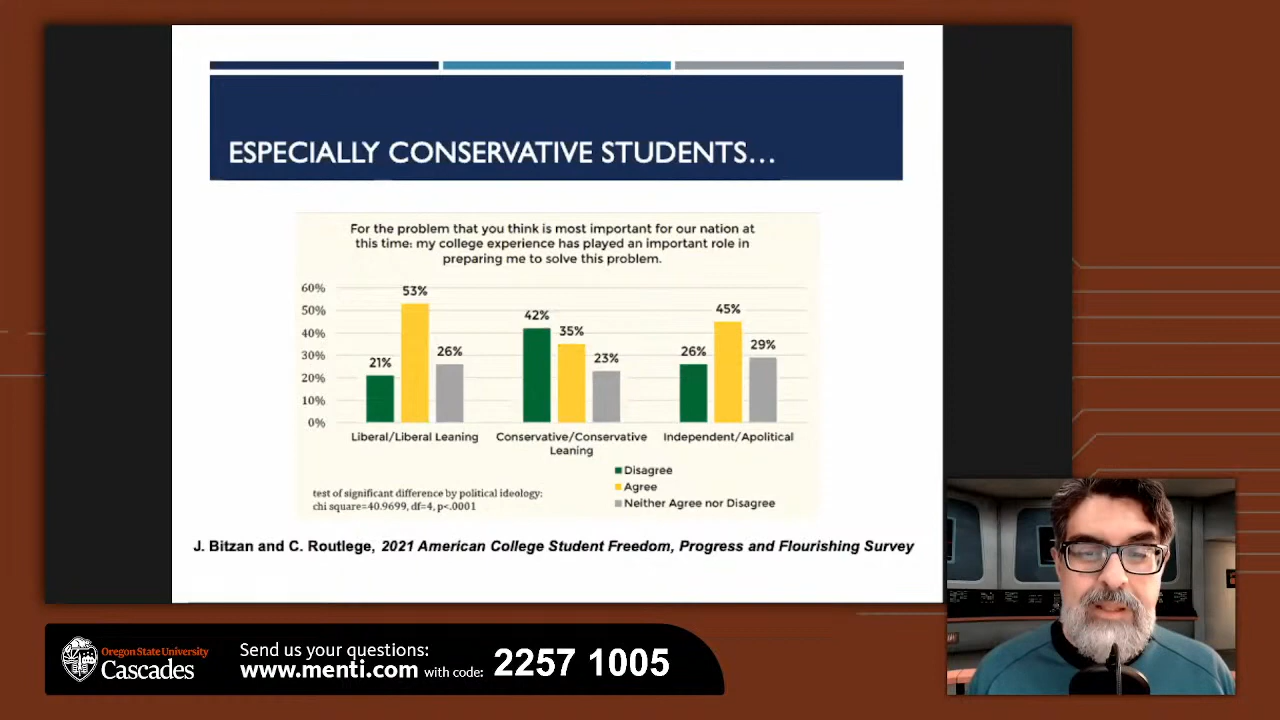 ESPECIALLY CONSERVATIVE STUDENTS...
For the problem that you think is most important for our nation at
this time: my college experience has played an important role in
preparing me to solve this problem.
60%
50%
40%
30%
20%
10%
0%
21%
53%
26%
42%
35%
23%
26%
45%
29%
Liberal/Liberal Leaning
Conservative/Conservative
Leaning
Independent/Apolitical
Disagree
Agree
Neither Agree nor Disagree
test of significant difference by political ideology:
chi square=40.9699, df=4, p<.0001
J. Bitzan and C. Routlege, 2021 American College Student Freedom, Progress and Flourishing Survey
Oregon State University
Cascades
Send us your questions:
www.menti.com with code: 2257 1005